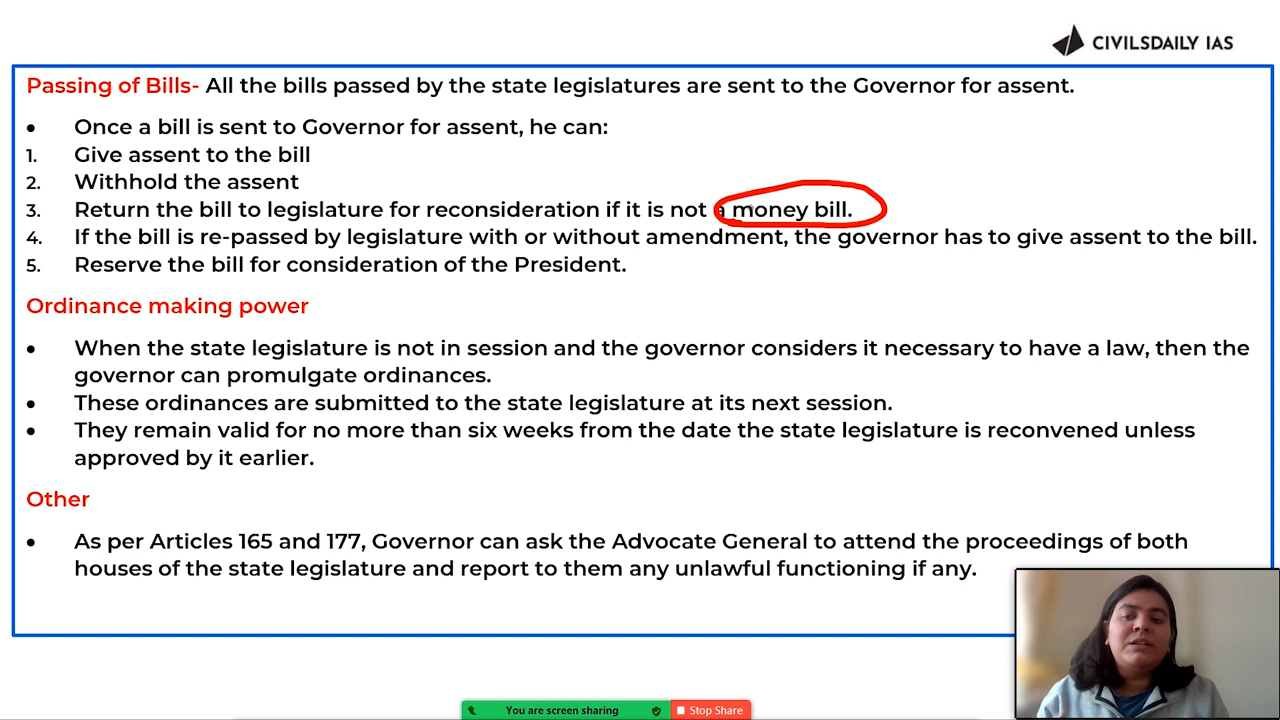 CIVILSDAILY IAS
Passing of Bills- All the bills passed by the state legislatures are sent to the Governor for assent.
• Once a bill is sent to Governor for assent, he can:
1. Give assent to the bill
2. Withhold the assent
3. Return the bill to legislature for reconsideration if it is not a money bill.
4. If the bill is re-passed by legislature with or without amendment, the governor has to give assent to the bill.
5. Reserve the bill for consideration of the President.
Ordinance making power
• When the state legislature is not in session and the governor considers it necessary to have a law, then the
governor can promulgate ordinances.
• These ordinances are submitted to the state legislature at its next session.
• They remain valid for no more than six weeks from the date the state legislature is reconvened unless
approved by it earlier.
Other
• As per Articles 165 and 177, Governor can ask the Advocate General to attend the proceedings of both
houses of the state legislature and report to them any unlawful functioning if any.
You are screen sharing Stop Share